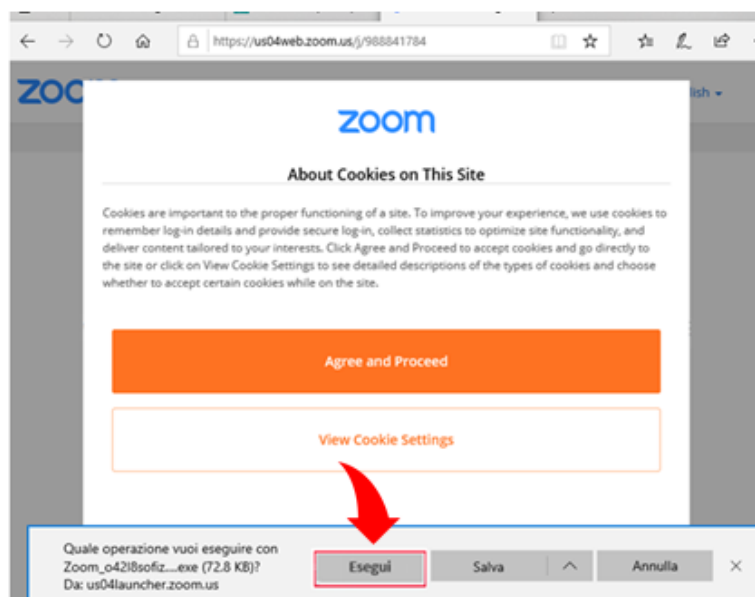 https://us04web.zoom.us/j/988841784
zoom
About Cookies on This Site
Cookies are important to the proper functioning of a site. To improve your experience, we use cookies to
remember log-in details and provide secure log-in, collect statistics to optimize site functionality, and
deliver content tailored to your interests. Click Agree and Proceed to accept cookies and go directly to
the site or click on View Cookie Settings to see detailed descriptions of the types of cookies and choose
whether to accept certain cookies while on the site.
Agree and Proceed
View Cookie Settings
Quale operazione vuoi eseguire con
Zoom_o42l8sofiz....exe (72.8 KB)?
Da: us04launcher.zoom.us
Esegui
Salva
Annulla